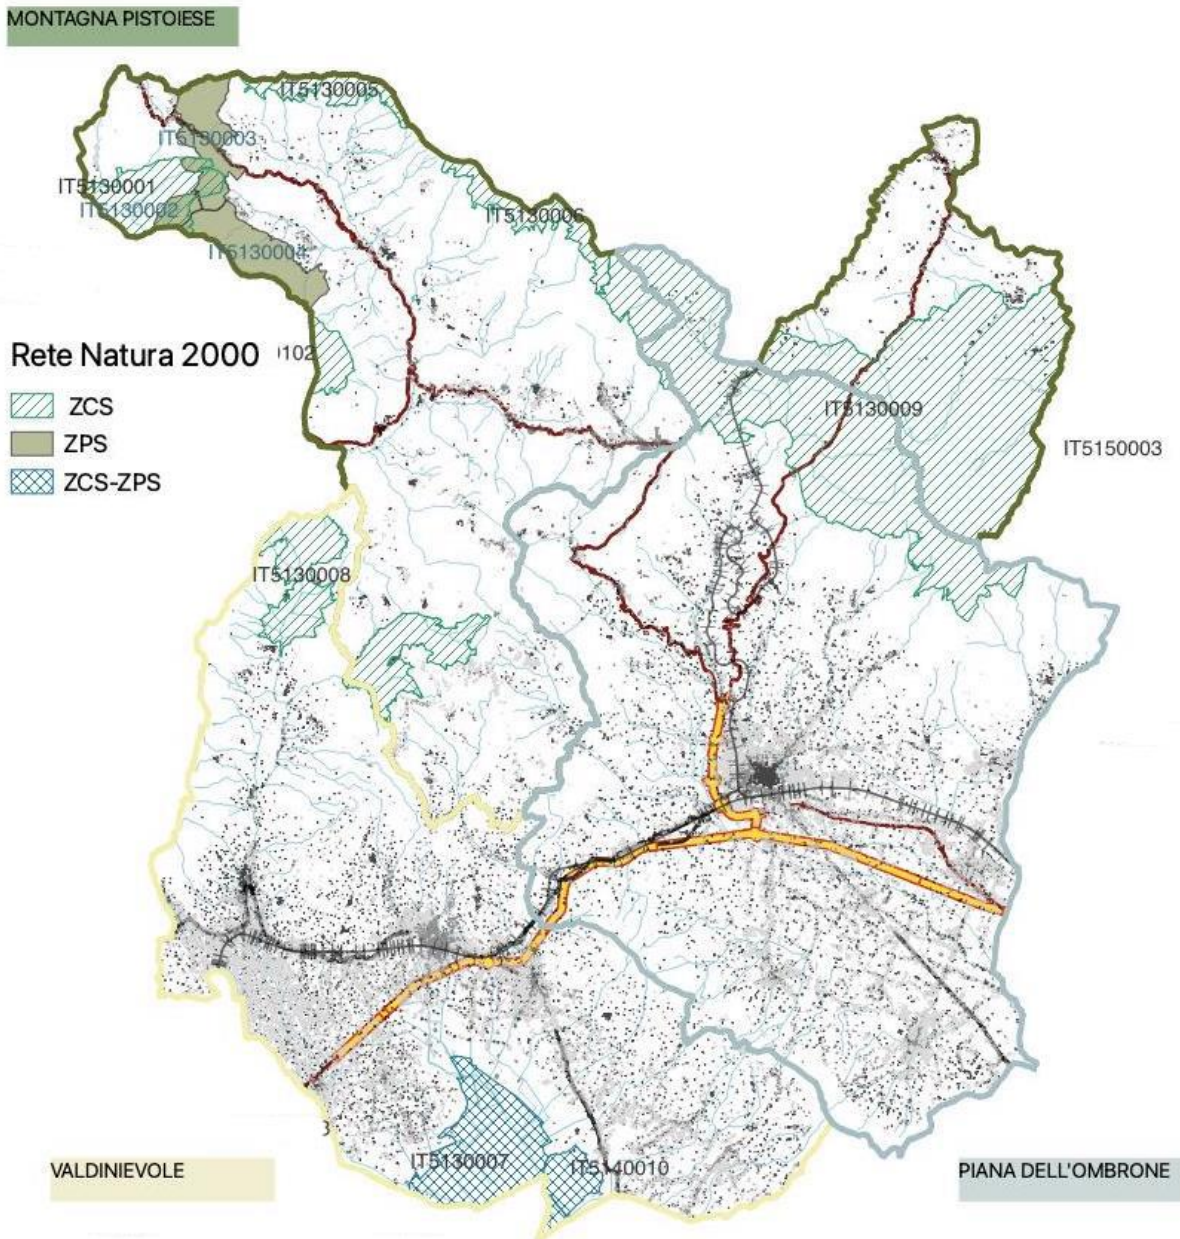 MONTAGNA PISTOIESE
IT5130005
IT5130003
IT5130001
IT5130002
IT5130006
IT5130004
Rete Natura 2000
102
ZCS
ZPS
ZCS-ZPS
IT5130009
IT5150003
IT5130008
IT5130007
IT5140010
VALDINIEVOLE
PIANA DELL'OMBRONE